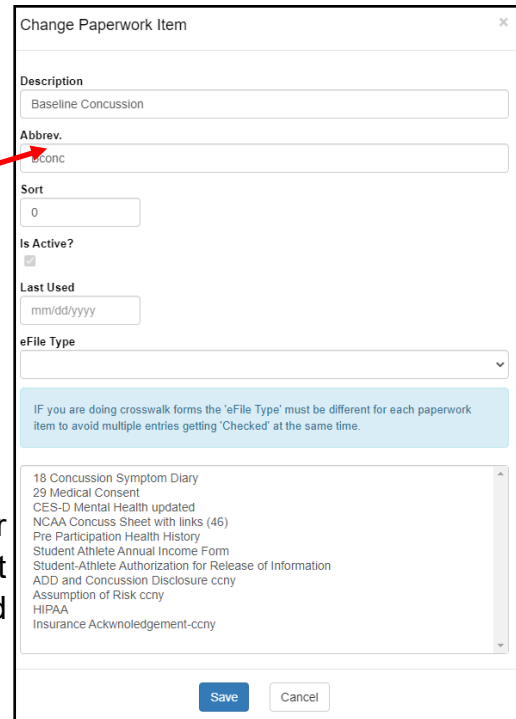 Change Paperwork Item ×
Description
Baseline Concussion
Abbrev.
conc
Sort
0
Is Active?
Last Used
mm/dd/yyyy
eFile Type
IF you are doing crosswalk forms the 'eFile Type' must be different for each paperwork
item to avoid multiple entries getting 'Checked' at the same time.
18 Concussion Symptom Diary
29 Medical Consent
CES-D Mental Health updated
NCAA Concuss Sheet with links (46)
Pre Participation Health History
Student Athlete Annual Income Form
Student-Athlete Authorization for Release of Information
ADD and Concussion Disclosure ccny
Assumption of Risk ccny
HIPAA
Insurance Ackwnoledgement-ccny
r
t
d
Save Cancel